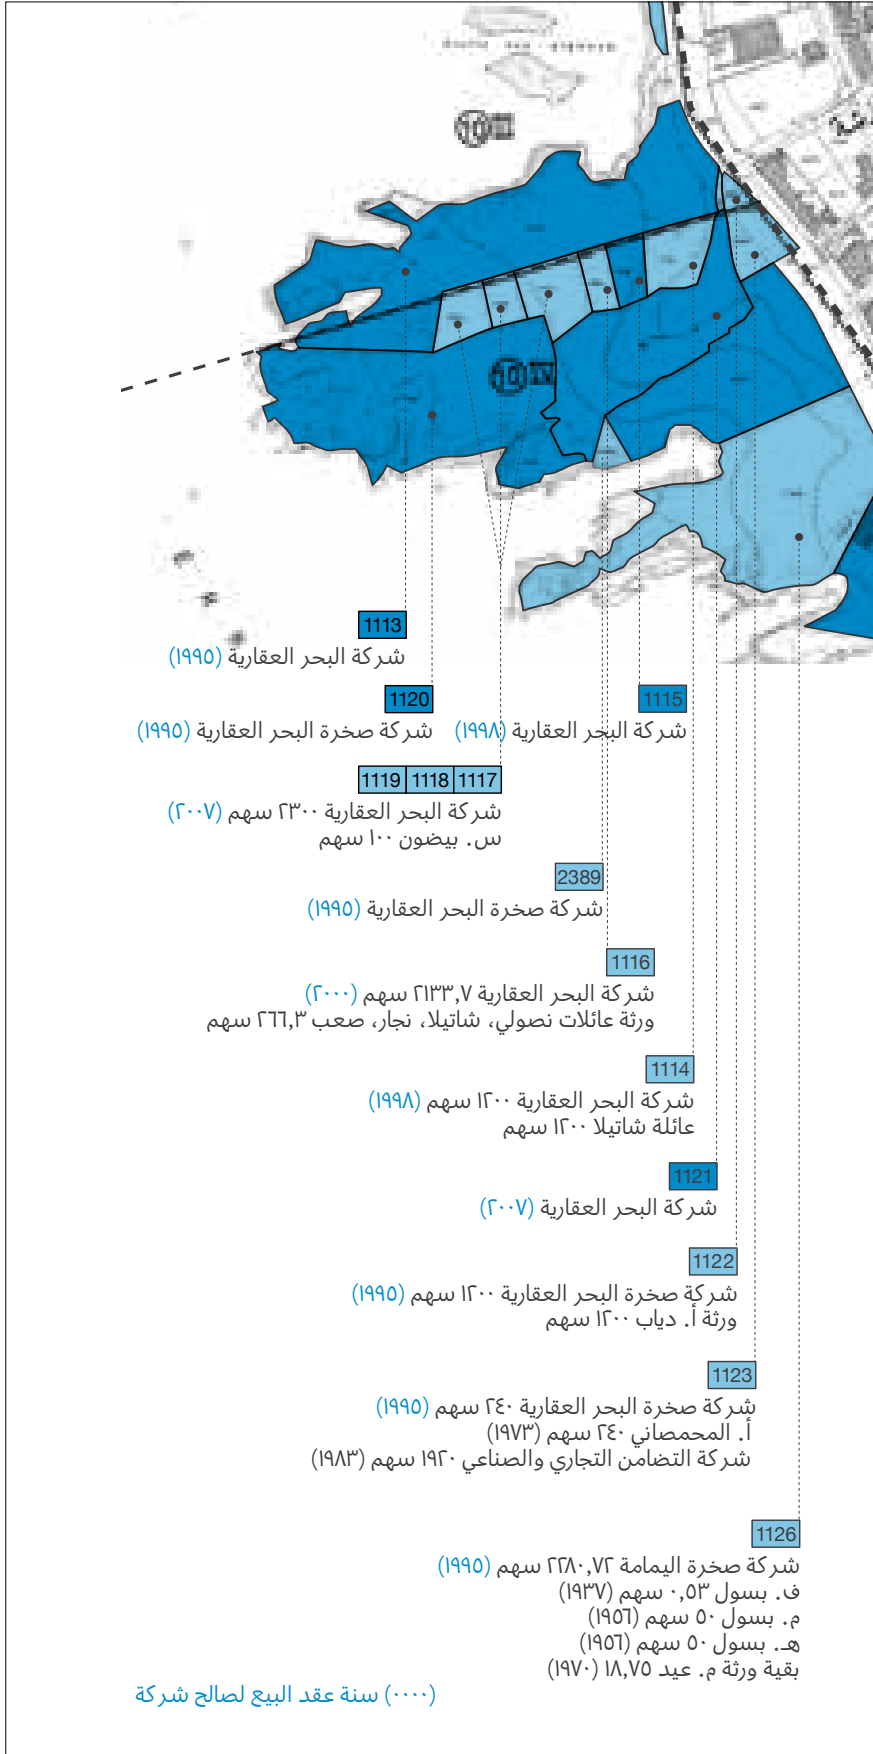 10 III
10 IV
1113
شركة البحر العقارية (١٩٩٥)
1115
شركة البحر العقارية (١٩٩٨)
1120
شركة صخرة البحر العقارية (١٩٩٥)
1119 1118 1117
شركة البحر العقارية ٢٣٠٠ سهم (٢٠٠٧)
س. بيضون ١٠٠ سهم
2389
شركة صخرة البحر العقارية (١٩٩٥)
1116
شركة البحر العقارية ٢١٣٣,٧ سهم (٢٠٠٠)
ورثة عائلات نصولي، شاتيلا، نجار، صعب ٢٦٦,٣ سهم
1114
شركة البحر العقارية ١٢٠٠ سهم (١٩٩٨)
عائلة شاتيلا ١٢٠٠ سهم
1121
شركة البحر العقارية (٢٠٠٧)
1122
شركة صخرة البحر العقارية ١٢٠٠ سهم (١٩٩٥)
ورثة أ. دياب ١٢٠٠ سهم
1123
شركة صخرة البحر العقارية ٢٤٠ سهم (١٩٩٥)
أ. المحمصاني ٢٤٠ سهم (١٩٧٣)
شركة التضامن التجاري والصناعي ١٩٢٠ سهم (١٩٨٣)
1126
شركة صخرة اليمامة ٢٢٨٠,٧٢ سهم (١٩٩٥)
ف. بسول ٠,٥٣ سهم (١٩٣٧)
م. بسول ٥٠ سهم (١٩٥٦)
هـ. بسول ٥٠ سهم (١٩٥٦)
بقية ورثة م. عيد ١٨,٧٥ (١٩٧٠)
(٠٠٠٠) سنة عقد البيع لصالح شركة